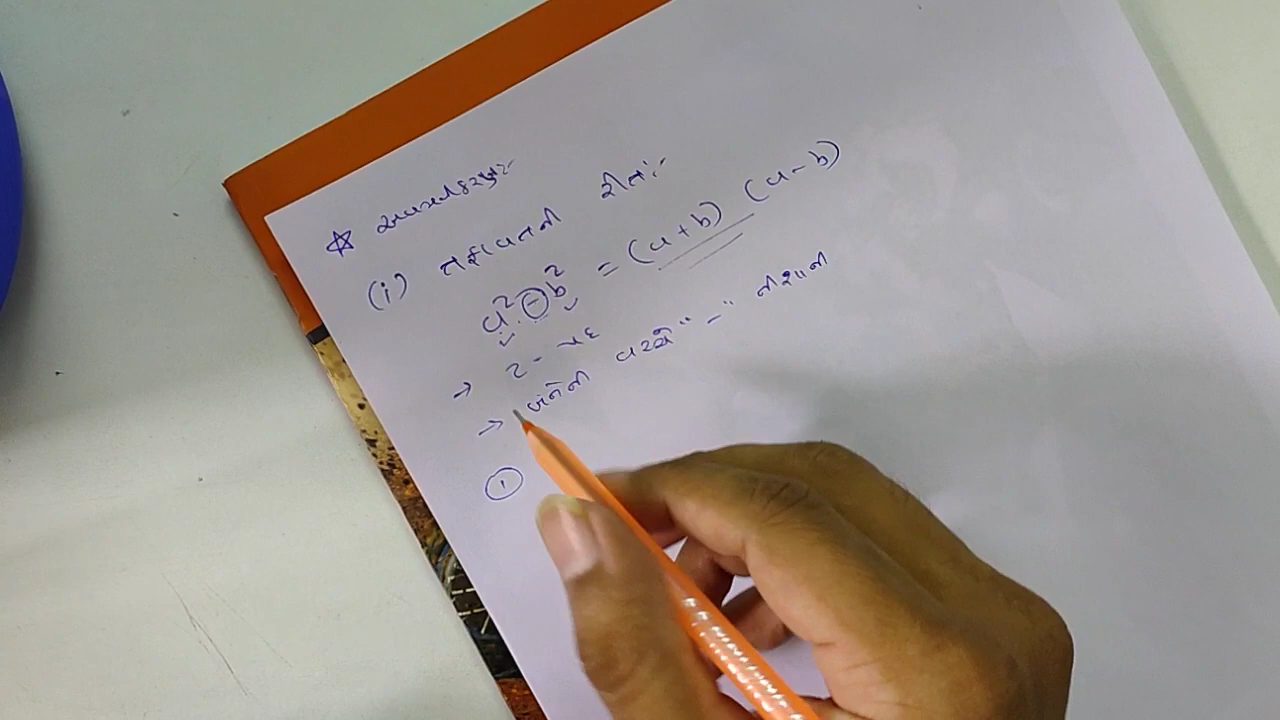 ☆ અવયવીકરણ:-
(i) તફાવતની રીત:-
a² - b² = (a + b) (a - b)
→ 2 - પદ
→ બંનેની વચ્ચે " - " નીશાની
①